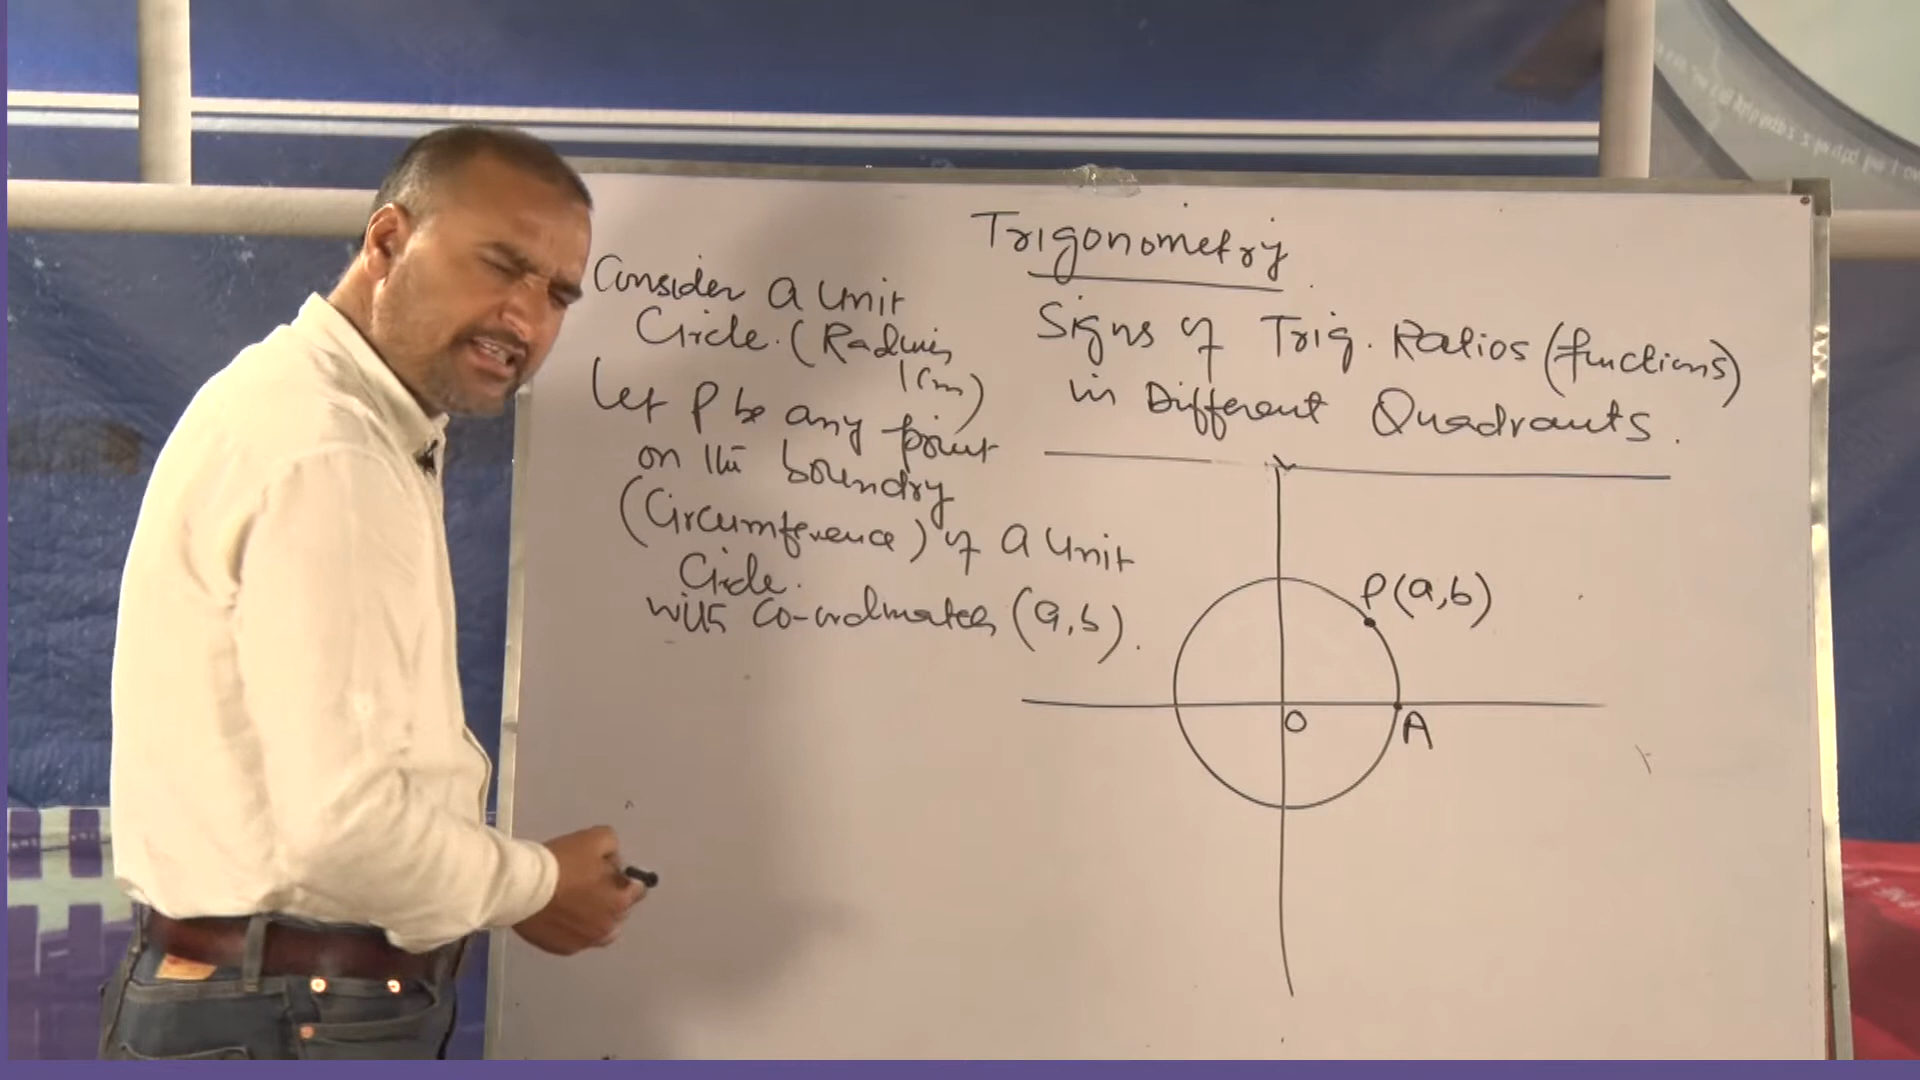 Trigonometry
Signs of Trig. Ratios (functions)
in Different Quadrants.
Consider a unit
Circle. (Radius
1cm)
Let P be any point
on the boundry
(Circumference) of a unit
Circle.
with Co-ordinates (a,b).
P(a,b)
O
A